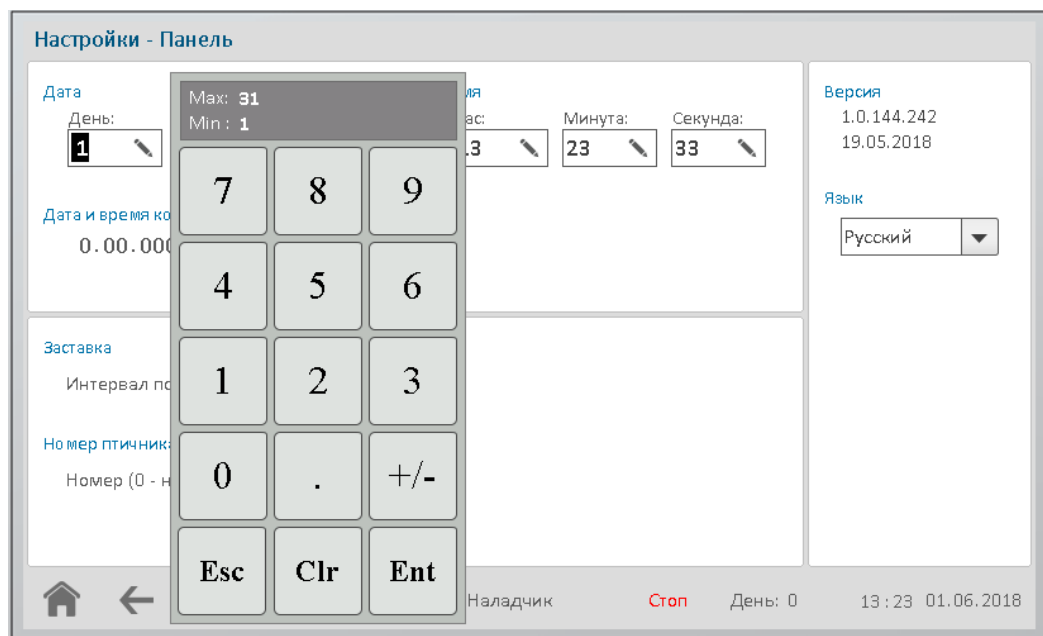 Настройки - Панель
Дата
День:
1
Дата и время ко
0.00.000
Max: 31
Min : 1
7 8 9
4 5 6
1 2 3
0 . +/-
Esc Clr Ent
мя
ас:
.3
Минута:
23
Секунда:
33
Версия
1.0.144.242
19.05.2018
Язык
Русский
Заставка
Интервал по
Номер птичник
Номер (0 - н
Наладчик Стоп День: 0 13:23 01.06.2018